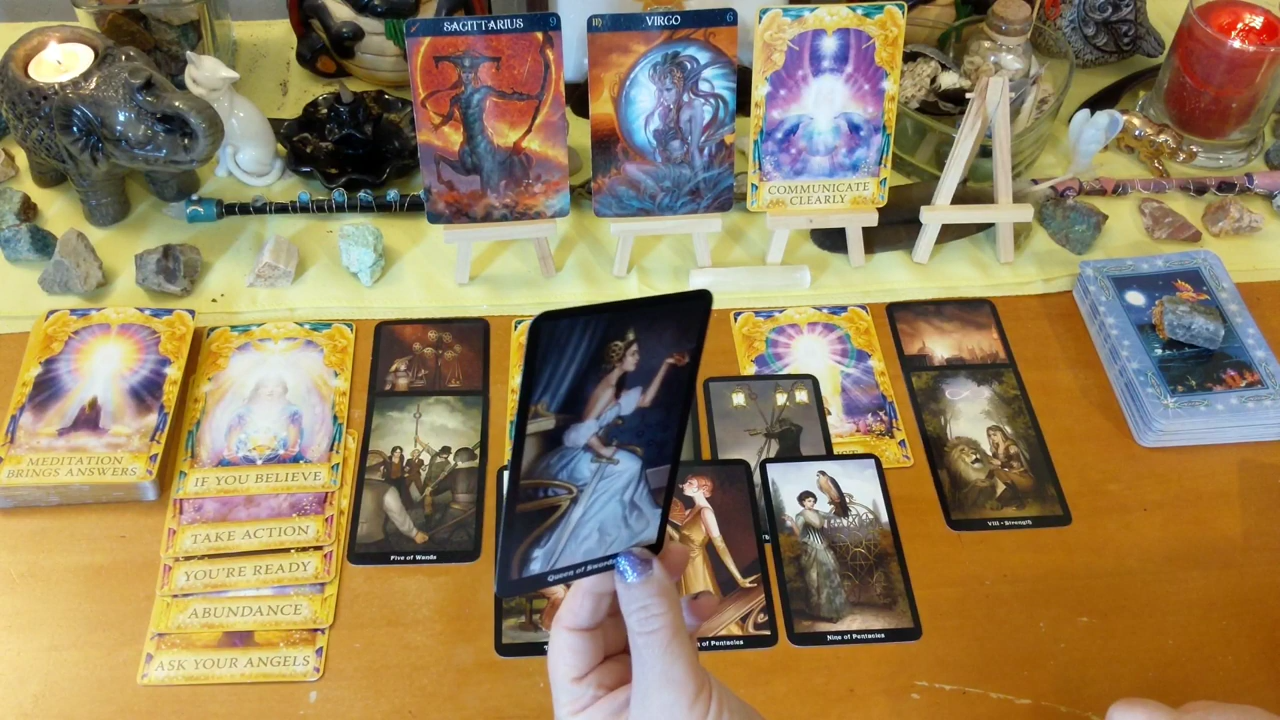 SAGITTARIUS 9
♍ VIRGO 6
COMMUNICATE
CLEARLY
MEDITATION
BRINGS ANSWERS
IF YOU BELIEVE
TAKE ACTION
YOU'RE READY
ABUNDANCE
ASK YOUR ANGELS
Five of Wands
Queen of Swords
of Pentacles
Nine of Pentacles
VIII • Strength